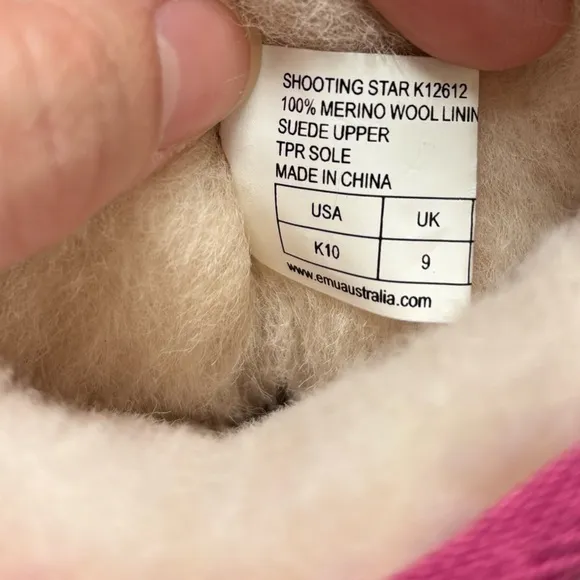 SHOOTING STAR K12612
100% MERINO WOOL LININ
SUEDE UPPER
TPR SOLE
MADE IN CHINA
USA UK
K10 9
www.emuaustralia.com